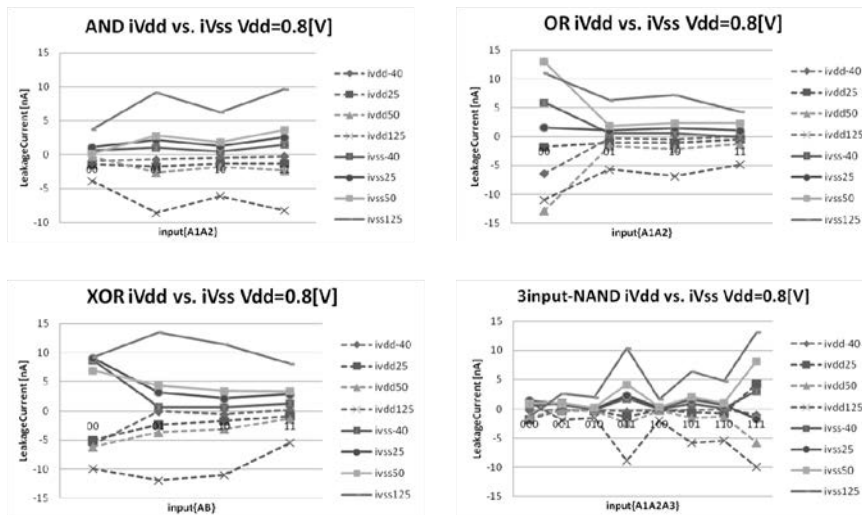 AND iVdd vs. iVss Vdd=0.8[V]
15
10
5
0
-5
-10
LeakageCurrent [nA]
00
01
10
11
input{A1A2}
ivdd-40
ivdd25
ivdd50
ivdd125
ivss-40
ivss25
ivss50
ivss125
OR iVdd vs. iVss Vdd=0.8[V]
15
10
5
0
-5
-10
-15
LeakageCurrent [nA]
00
01
10
11
input{A1A2}
ivdd-40
ivdd25
ivdd50
ivdd125
ivss-40
ivss25
ivss50
ivss125
XOR iVdd vs. iVss Vdd=0.8[V]
15
10
5
0
-5
-10
-15
LeakageCurrent [nA]
00
01
10
11
input{AB}
ivdd-40
ivdd25
ivdd50
ivdd125
ivss-40
ivss25
ivss50
ivss125
3input-NAND iVdd vs. iVss Vdd=0.8[V]
15
10
5
0
-5
-10
-15
LeakageCurrent [nA]
000
001
010
011
100
101
110
111
input{A1A2A3}
ivdd-40
ivdd25
ivdd50
ivdd125
ivss-40
ivss25
ivss50
ivss125